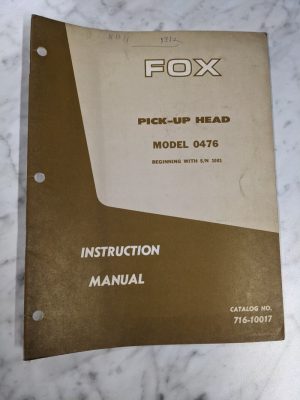 FOX
PICK-UP HEAD
MODEL 0476
BEGINNING WITH S/N 1001
INSTRUCTION
MANUAL
CATALOG NO.
716-10017